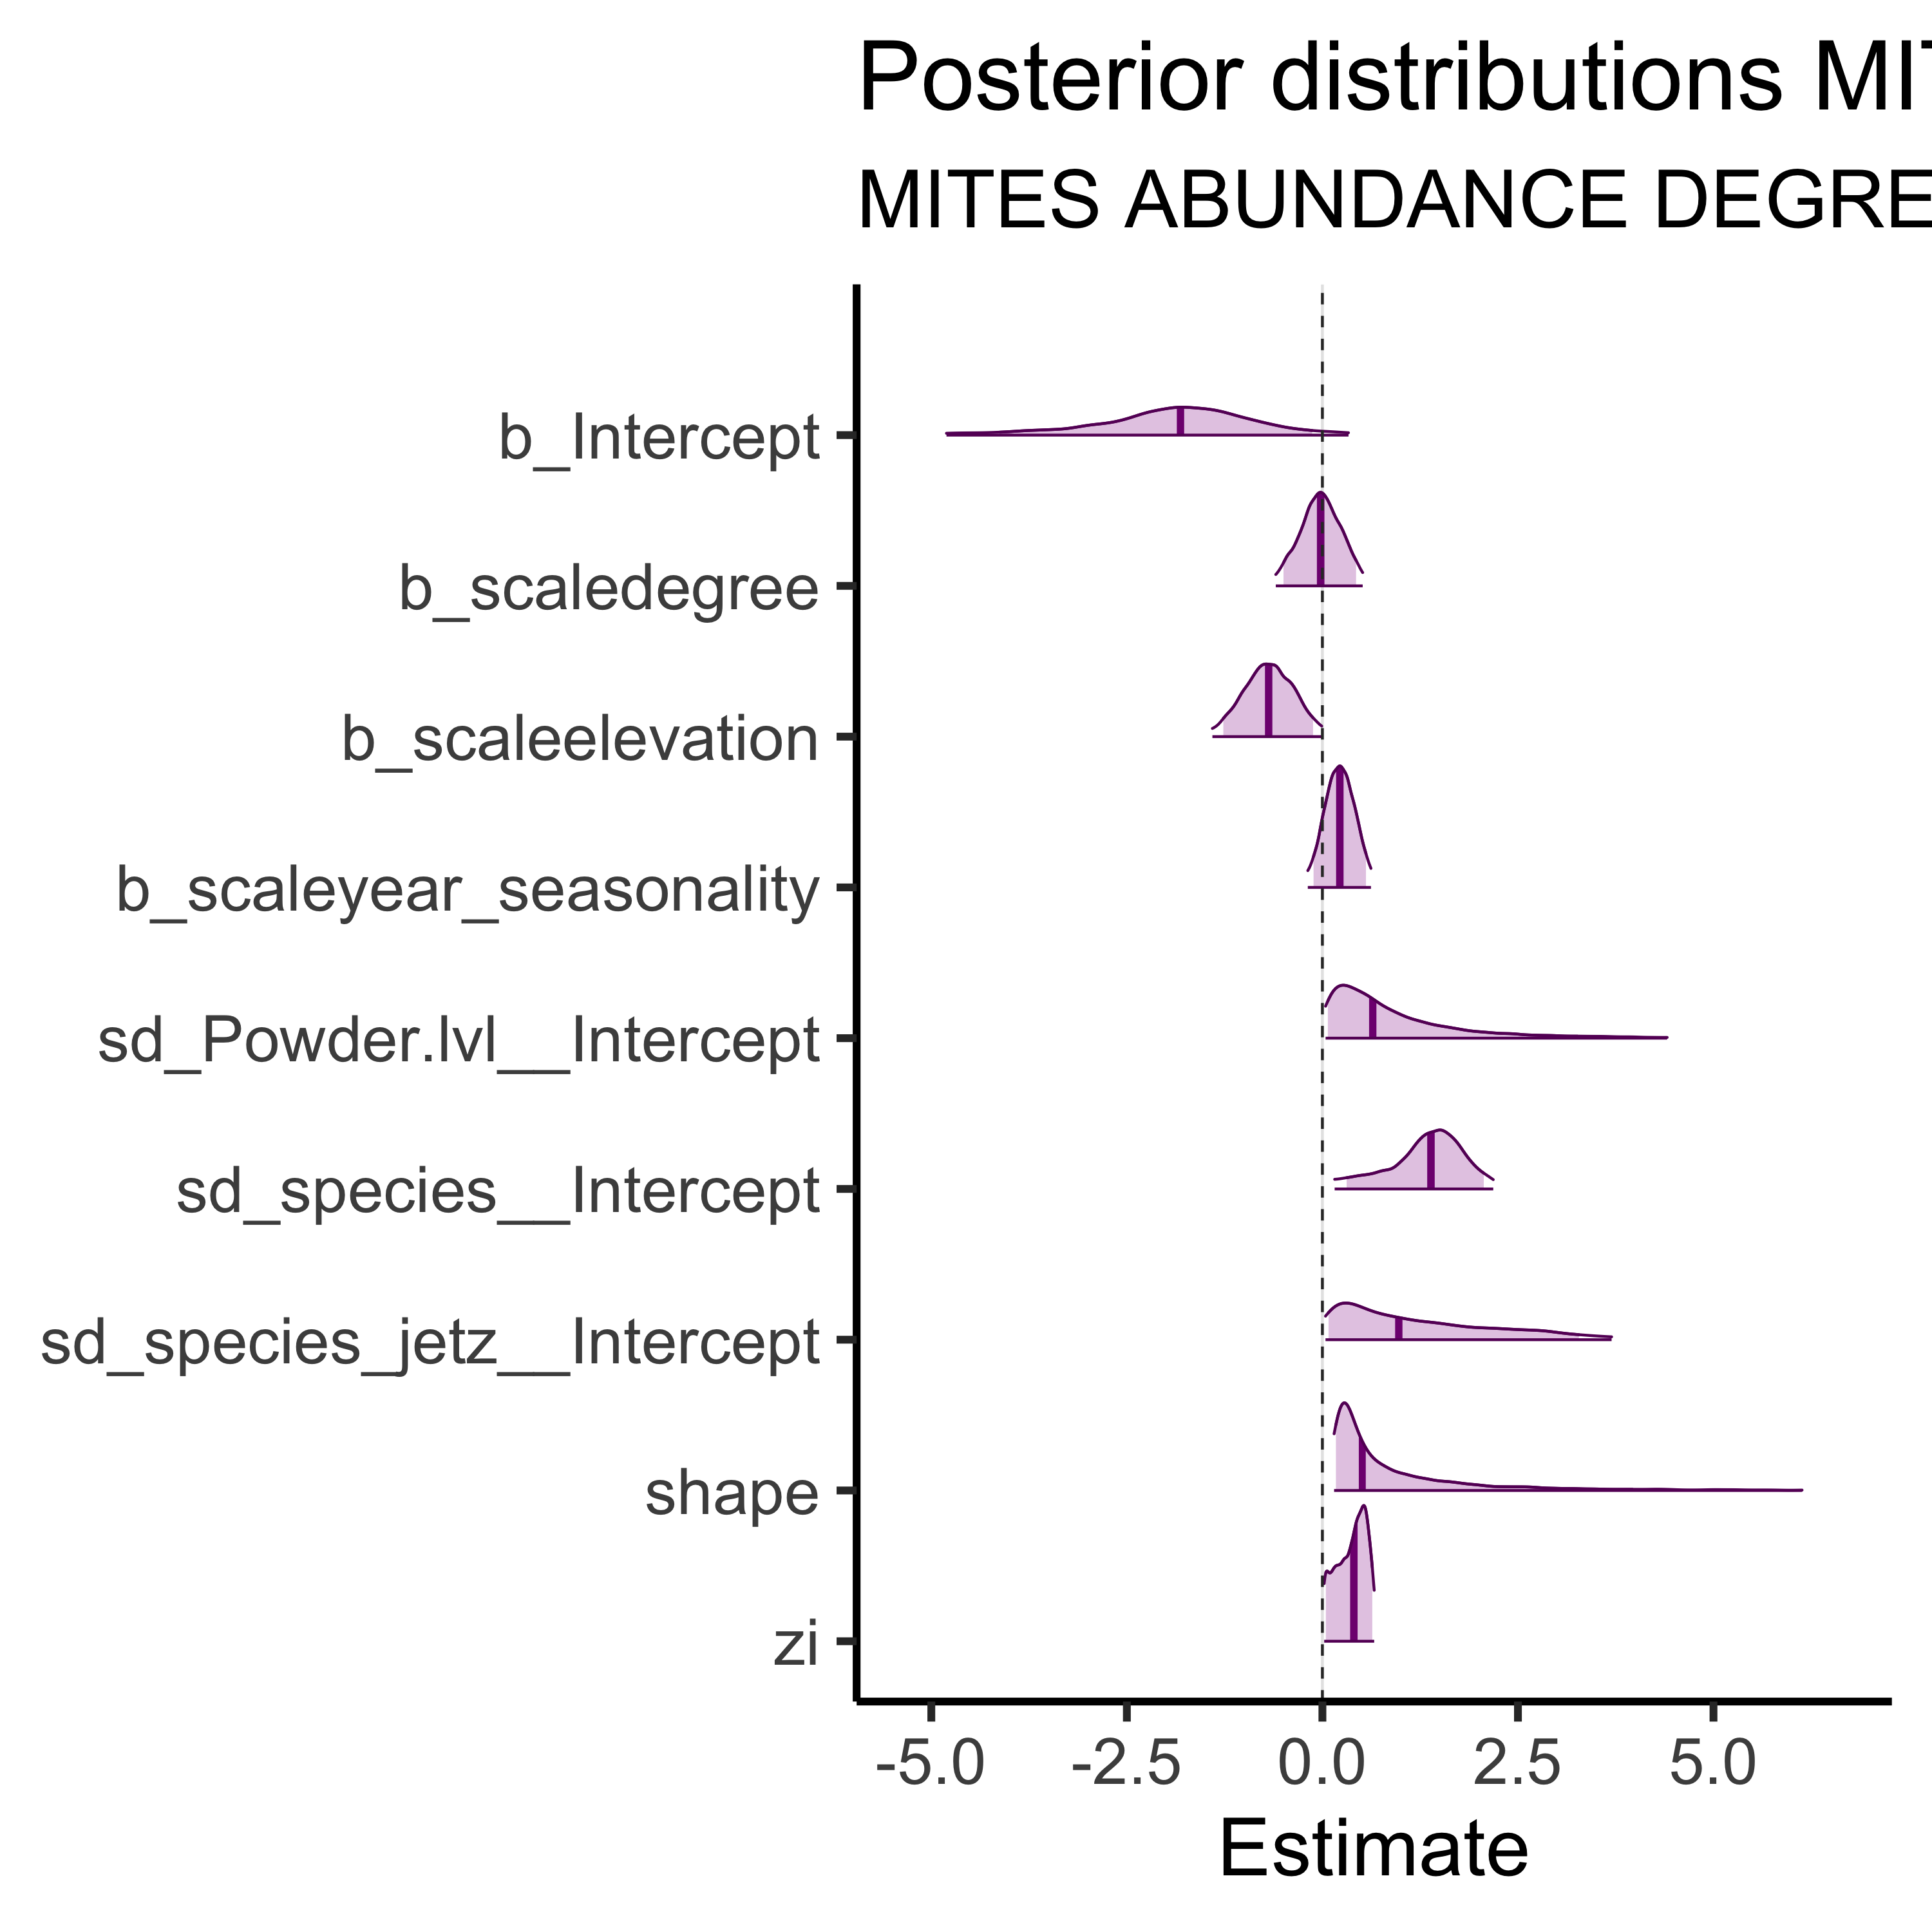 Posterior distributions MIT
MITES ABUNDANCE DEGRE
b_Intercept
b_scaledegree
b_scaleelevation
b_scaleyear_seasonality
sd_Powder.lvl__Intercept
sd_species__Intercept
sd_species_jetz__Intercept
shape
zi
-5.0 -2.5 0.0 2.5 5.0
Estimate